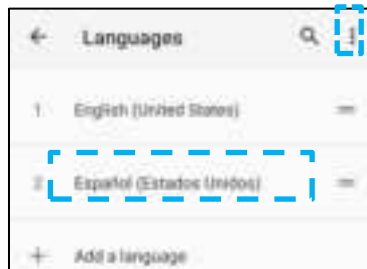 Languages
1 English (United States)
2 Español (Estados Unidos)
+ Add a language